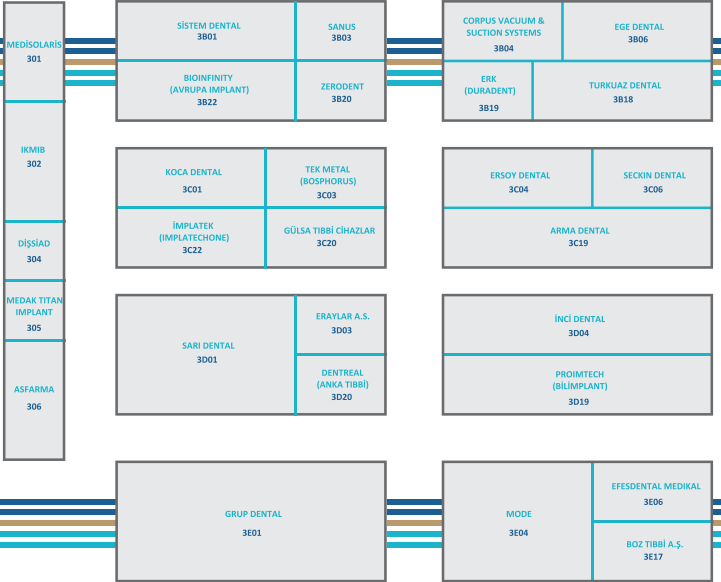 MEDİSOLARİS
301
IKMIB
302
DİŞSİAD
304
MEDAK TITAN
IMPLANT
305
ASFARMA
306
SİSTEM DENTAL
3B01
SANUS
3B03
BIOINFINITY
(AVRUPA IMPLANT)
3B22
ZERODENT
3B20
CORPUS VACUUM &
SUCTION SYSTEMS
3B04
EGE DENTAL
3B06
ERK
(DURADENT)
3B19
TURKUAZ DENTAL
3B18
KOCA DENTAL
3C01
TEK METAL
(BOSPHORUS)
3C03
İMPLATEK
(IMPLATECHONE)
3C22
GÜLSA TIBBİ CİHAZLAR
3C20
ERSOY DENTAL
3C04
SECKIN DENTAL
3C06
ARMA DENTAL
3C19
SARI DENTAL
3D01
ERAYLAR A.S.
3D03
DENTREAL
(ANKA TIBBİ)
3D20
İNCİ DENTAL
3D04
PROIMTECH
(BİLİMPLANT)
3D19
GRUP DENTAL
3E01
MODE
3E04
EFESDENTAL MEDIKAL
3E06
BOZ TIBBİ A.Ş.
3E17